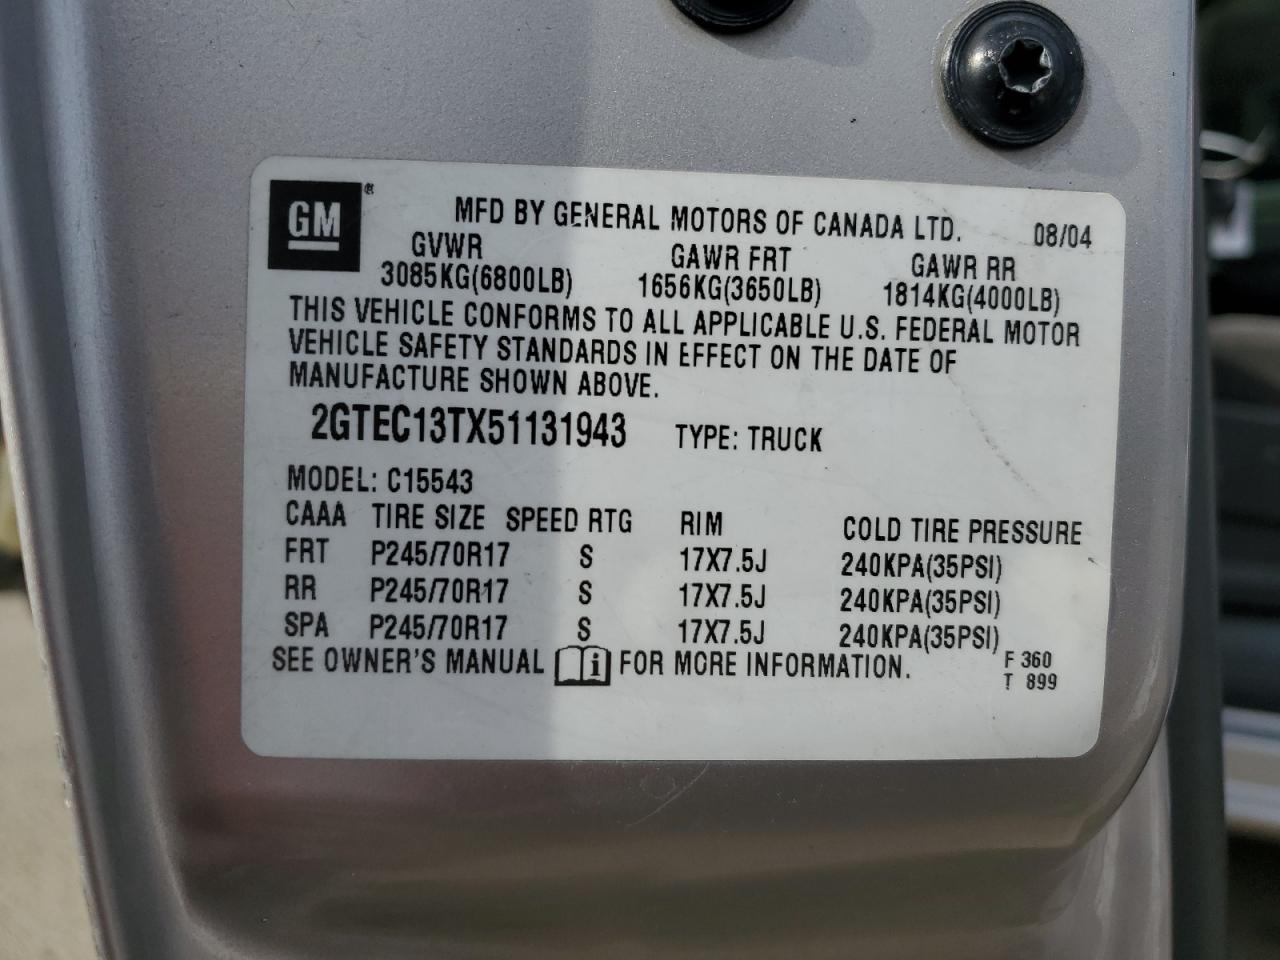 GM ®
MFD BY GENERAL MOTORS OF CANADA LTD. 08/04
GVWR GAWR FRT GAWR RR
3085KG(6800LB) 1656KG(3650LB) 1814KG(4000LB)
THIS VEHICLE CONFORMS TO ALL APPLICABLE U.S. FEDERAL MOTOR
VEHICLE SAFETY STANDARDS IN EFFECT ON THE DATE OF
MANUFACTURE SHOWN ABOVE.
2GTEC13TX51131943 TYPE: TRUCK
MODEL: C15543
CAAA TIRE SIZE SPEED RTG RIM COLD TIRE PRESSURE
FRT P245/70R17 S 17X7.5J 240KPA(35PSI)
RR P245/70R17 S 17X7.5J 240KPA(35PSI)
SPA P245/70R17 S 17X7.5J 240KPA(35PSI)
SEE OWNER'S MANUAL i FOR MORE INFORMATION.
F 360
T 899